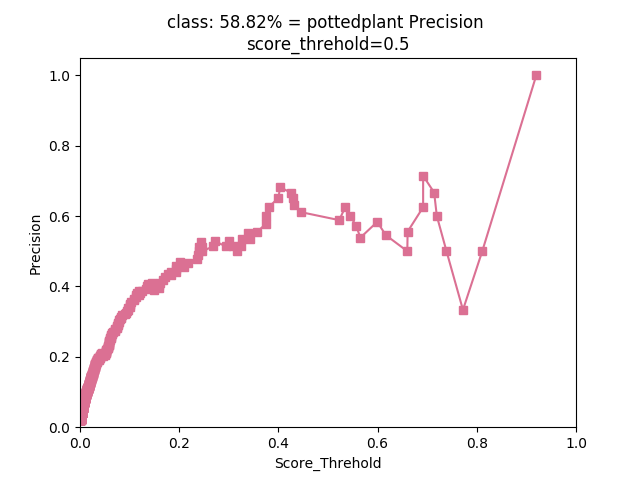 class: 58.82% = pottedplant Precision
score_threhold=0.5
1.0
0.8
0.6
0.4
0.2
0.0
Precision
0.0 0.2 0.4 0.6 0.8 1.0
Score_Threhold